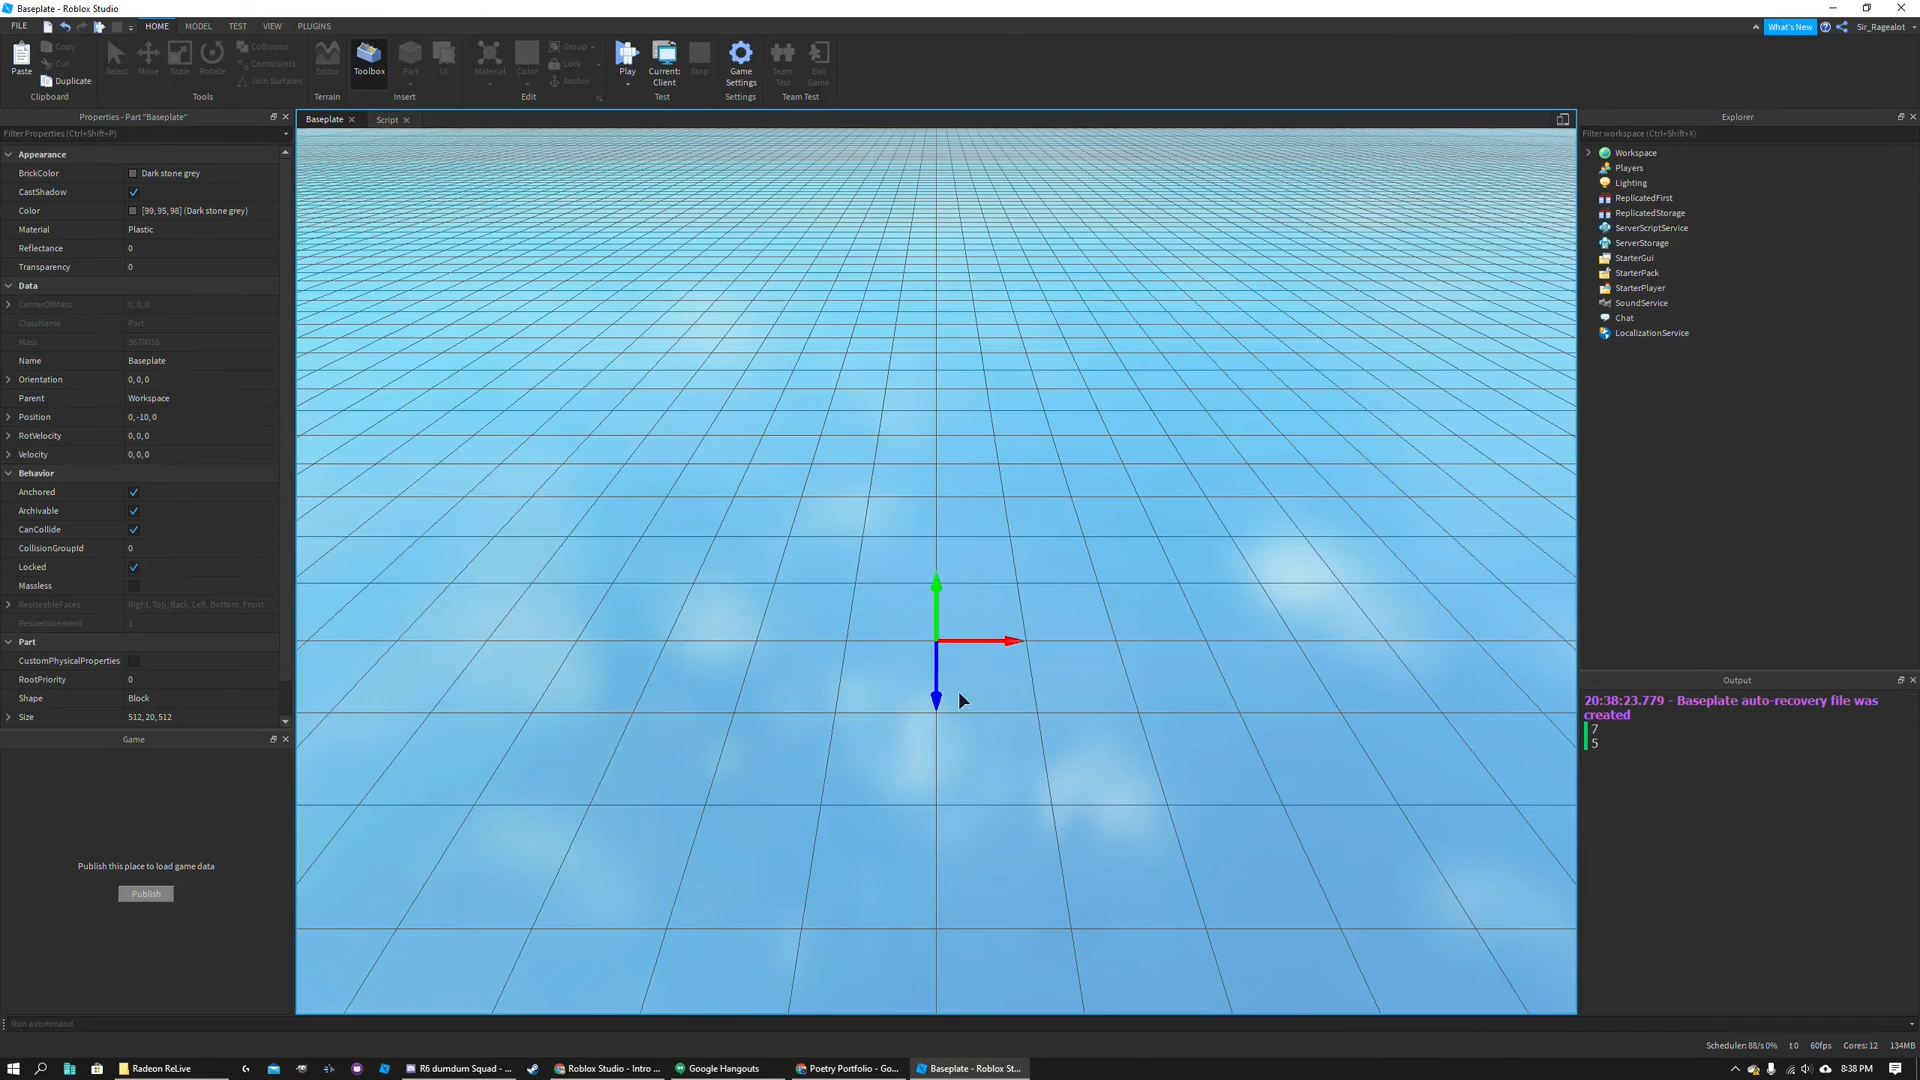 Baseplate - Roblox Studio
FILE HOME MODEL TEST VIEW PLUGINS What's New Sir_Ragealot
Paste Copy Cut Duplicate Clipboard
Select Move Scale Rotate Collisions Constraints Join Surfaces Tools
Editor Terrain
Toolbox Part UI Insert
Material Color Group Lock Anchor Edit
Play Current: Client Stop Test
Game Settings Settings
Team Test Exit Game Team Test
Properties - Part "Baseplate"
Filter Properties (Ctrl+Shift+P)
Appearance
BrickColor Dark stone grey
CastShadow
Color [99, 95, 98] (Dark stone grey)
Material Plastic
Reflectance 0
Transparency 0
Data
CenterOfMass 0, 0, 0
ClassName Part
Mass 3670016
Name Baseplate
Orientation 0, 0, 0
Parent Workspace
Position 0, -10, 0
RotVelocity 0, 0, 0
Velocity 0, 0, 0
Behavior
Anchored
Archivable
CanCollide
CollisionGroupId 0
Locked
Massless
ResizeableFaces Right, Top, Back, Left, Bottom, Front
ResizeIncrement 1
Part
CustomPhysicalProperties
RootPriority 0
Shape Block
Size 512, 20, 512
Game
Publish this place to load game data
Publish
Baseplate Script
Explorer
Filter workspace (Ctrl+Shift+X)
Workspace
Players
Lighting
ReplicatedFirst
ReplicatedStorage
ServerScriptService
ServerStorage
StarterGui
StarterPack
StarterPlayer
SoundService
Chat
LocalizationService
Output
20:38:23.779 - Baseplate auto-recovery file was
created
7
5
Run a command
Scheduler: 88/s 0% t 0 60fps Cores: 12 134MB
Radeon ReLive R6 dumdum Squad - ... Roblox Studio - Intro ... Google Hangouts Poetry Portfolio - Go... Baseplate - Roblox St... 8:38 PM